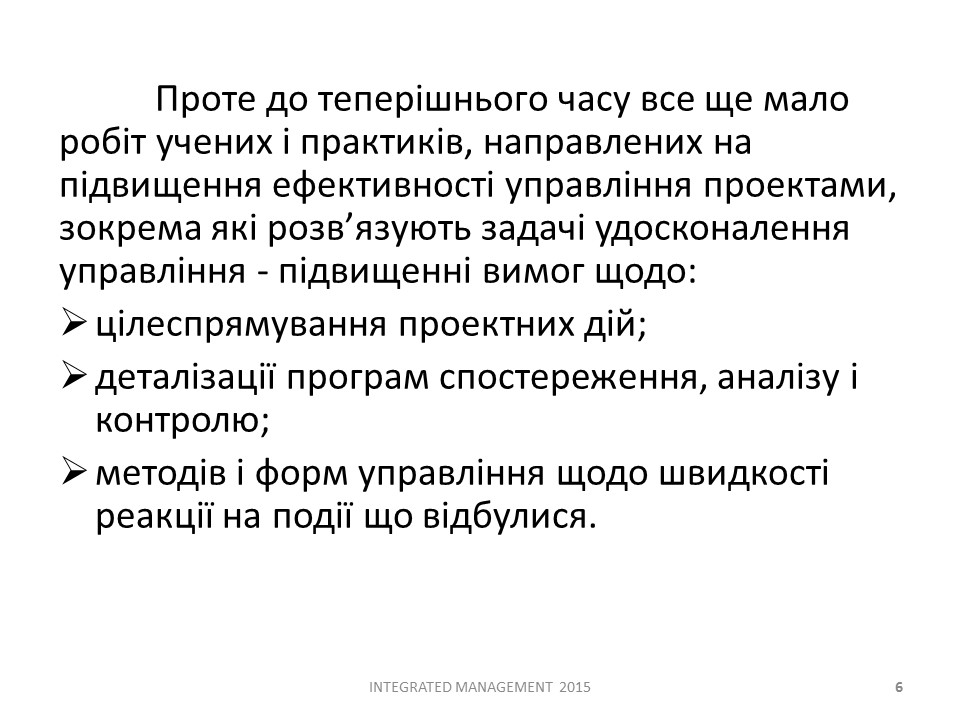 Проте до теперішнього часу все ще мало
робіт учених і практиків, направлених на
підвищення ефективності управління проектами,
зокрема які розв’язують задачі удосконалення
управління - підвищенні вимог щодо:
➢ цілеспрямування проектних дій;
➢ деталізації програм спостереження, аналізу і
контролю;
➢ методів і форм управління щодо швидкості
реакції на події що відбулися.
INTEGRATED MANAGEMENT 2015
6